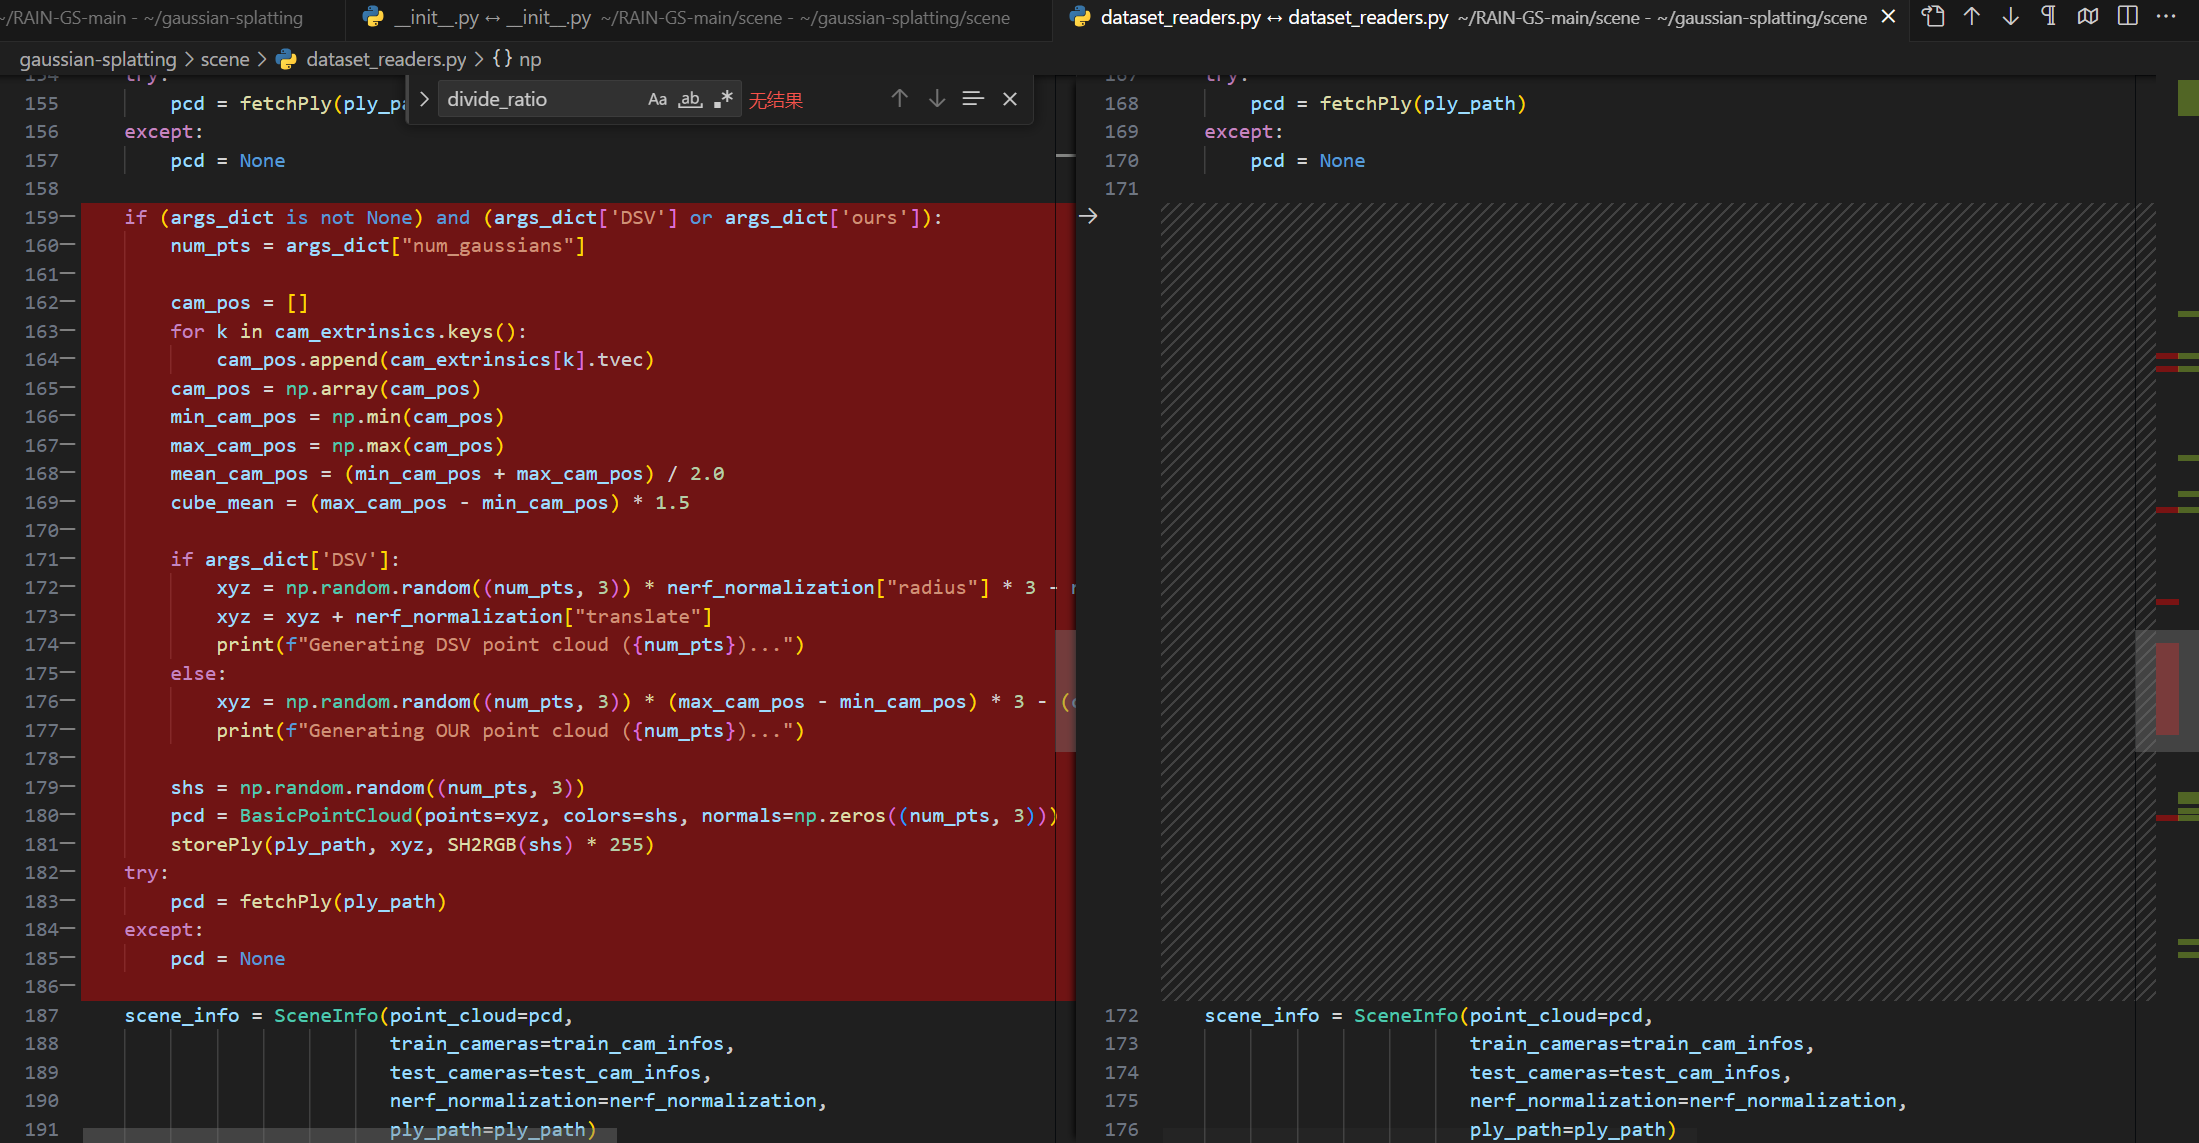 ~/RAIN-GS-main - ~/gaussian-splatting
__init__.py ↔ __init__.py ~/RAIN-GS-main/scene - ~/gaussian-splatting/scene
dataset_readers.py ↔ dataset_readers.py ~/RAIN-GS-main/scene - ~/gaussian-splatting/scene
gaussian-splatting > scene > dataset_readers.py > {} np
divide_ratio Aa ab .* 无结果
154 try:
155 pcd = fetchPly(ply_pa
156 except:
157 pcd = None
158
159 if (args_dict is not None) and (args_dict['DSV'] or args_dict['ours']):
160 num_pts = args_dict["num_gaussians"]
161
162 cam_pos = []
163 for k in cam_extrinsics.keys():
164 cam_pos.append(cam_extrinsics[k].tvec)
165 cam_pos = np.array(cam_pos)
166 min_cam_pos = np.min(cam_pos)
167 max_cam_pos = np.max(cam_pos)
168 mean_cam_pos = (min_cam_pos + max_cam_pos) / 2.0
169 cube_mean = (max_cam_pos - min_cam_pos) * 1.5
170
171 if args_dict['DSV']:
172 xyz = np.random.random((num_pts, 3)) * nerf_normalization["radius"] * 3 -
173 xyz = xyz + nerf_normalization["translate"]
174 print(f"Generating DSV point cloud ({num_pts})...")
175 else:
176 xyz = np.random.random((num_pts, 3)) * (max_cam_pos - min_cam_pos) * 3 - (
177 print(f"Generating OUR point cloud ({num_pts})...")
178
179 shs = np.random.random((num_pts, 3))
180 pcd = BasicPointCloud(points=xyz, colors=shs, normals=np.zeros((num_pts, 3)))
181 storePly(ply_path, xyz, SH2RGB(shs) * 255)
182 try:
183 pcd = fetchPly(ply_path)
184 except:
185 pcd = None
186
187 scene_info = SceneInfo(point_cloud=pcd,
188 train_cameras=train_cam_infos,
189 test_cameras=test_cam_infos,
190 nerf_normalization=nerf_normalization,
191 ply_path=ply_path)
167 try:
168 pcd = fetchPly(ply_path)
169 except:
170 pcd = None
171
172 scene_info = SceneInfo(point_cloud=pcd,
173 train_cameras=train_cam_infos,
174 test_cameras=test_cam_infos,
175 nerf_normalization=nerf_normalization,
176 ply_path=ply_path)